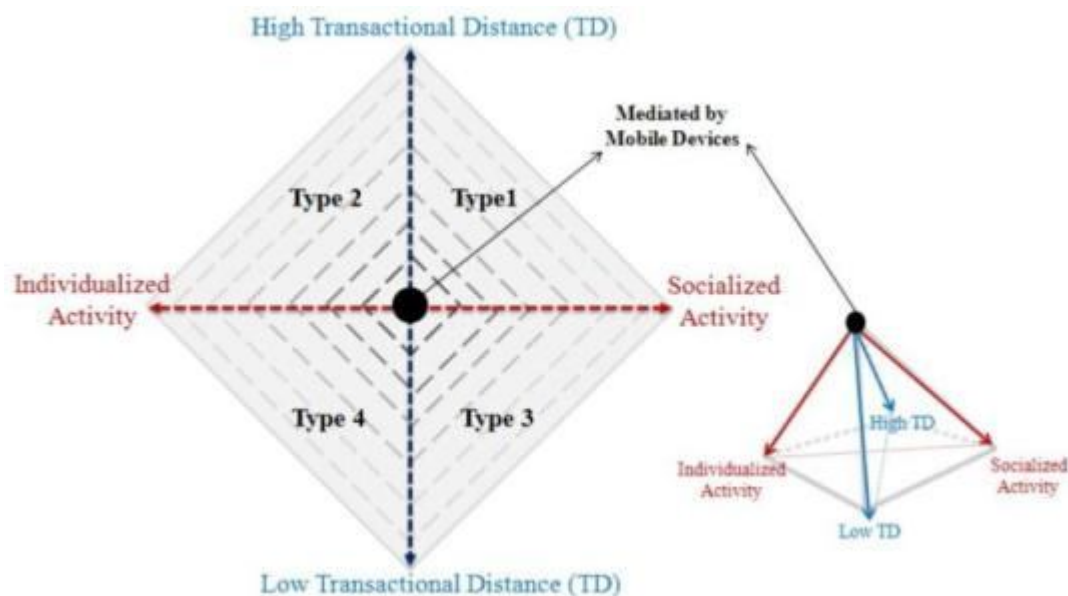 High Transactional Distance (TD)
Mediated by
Mobile Devices
Type 2
Type1
Individualized
Activity
Socialized
Activity
Type 4
Type 3
High TD
Individualized
Activity
Socialized
Activity
Low TD
Low Transactional Distance (TD)